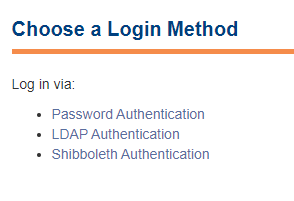 Choose a Login Method
Log in via:
Password Authentication
LDAP Authentication
Shibboleth Authentication